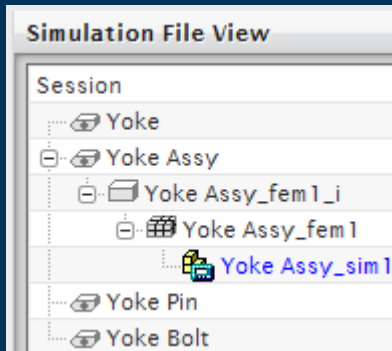 Simulation File View
Session
Yoke
Yoke Assy
Yoke Assy_fem1_i
Yoke Assy_fem1
Yoke Assy_sim1
Yoke Pin
Yoke Bolt